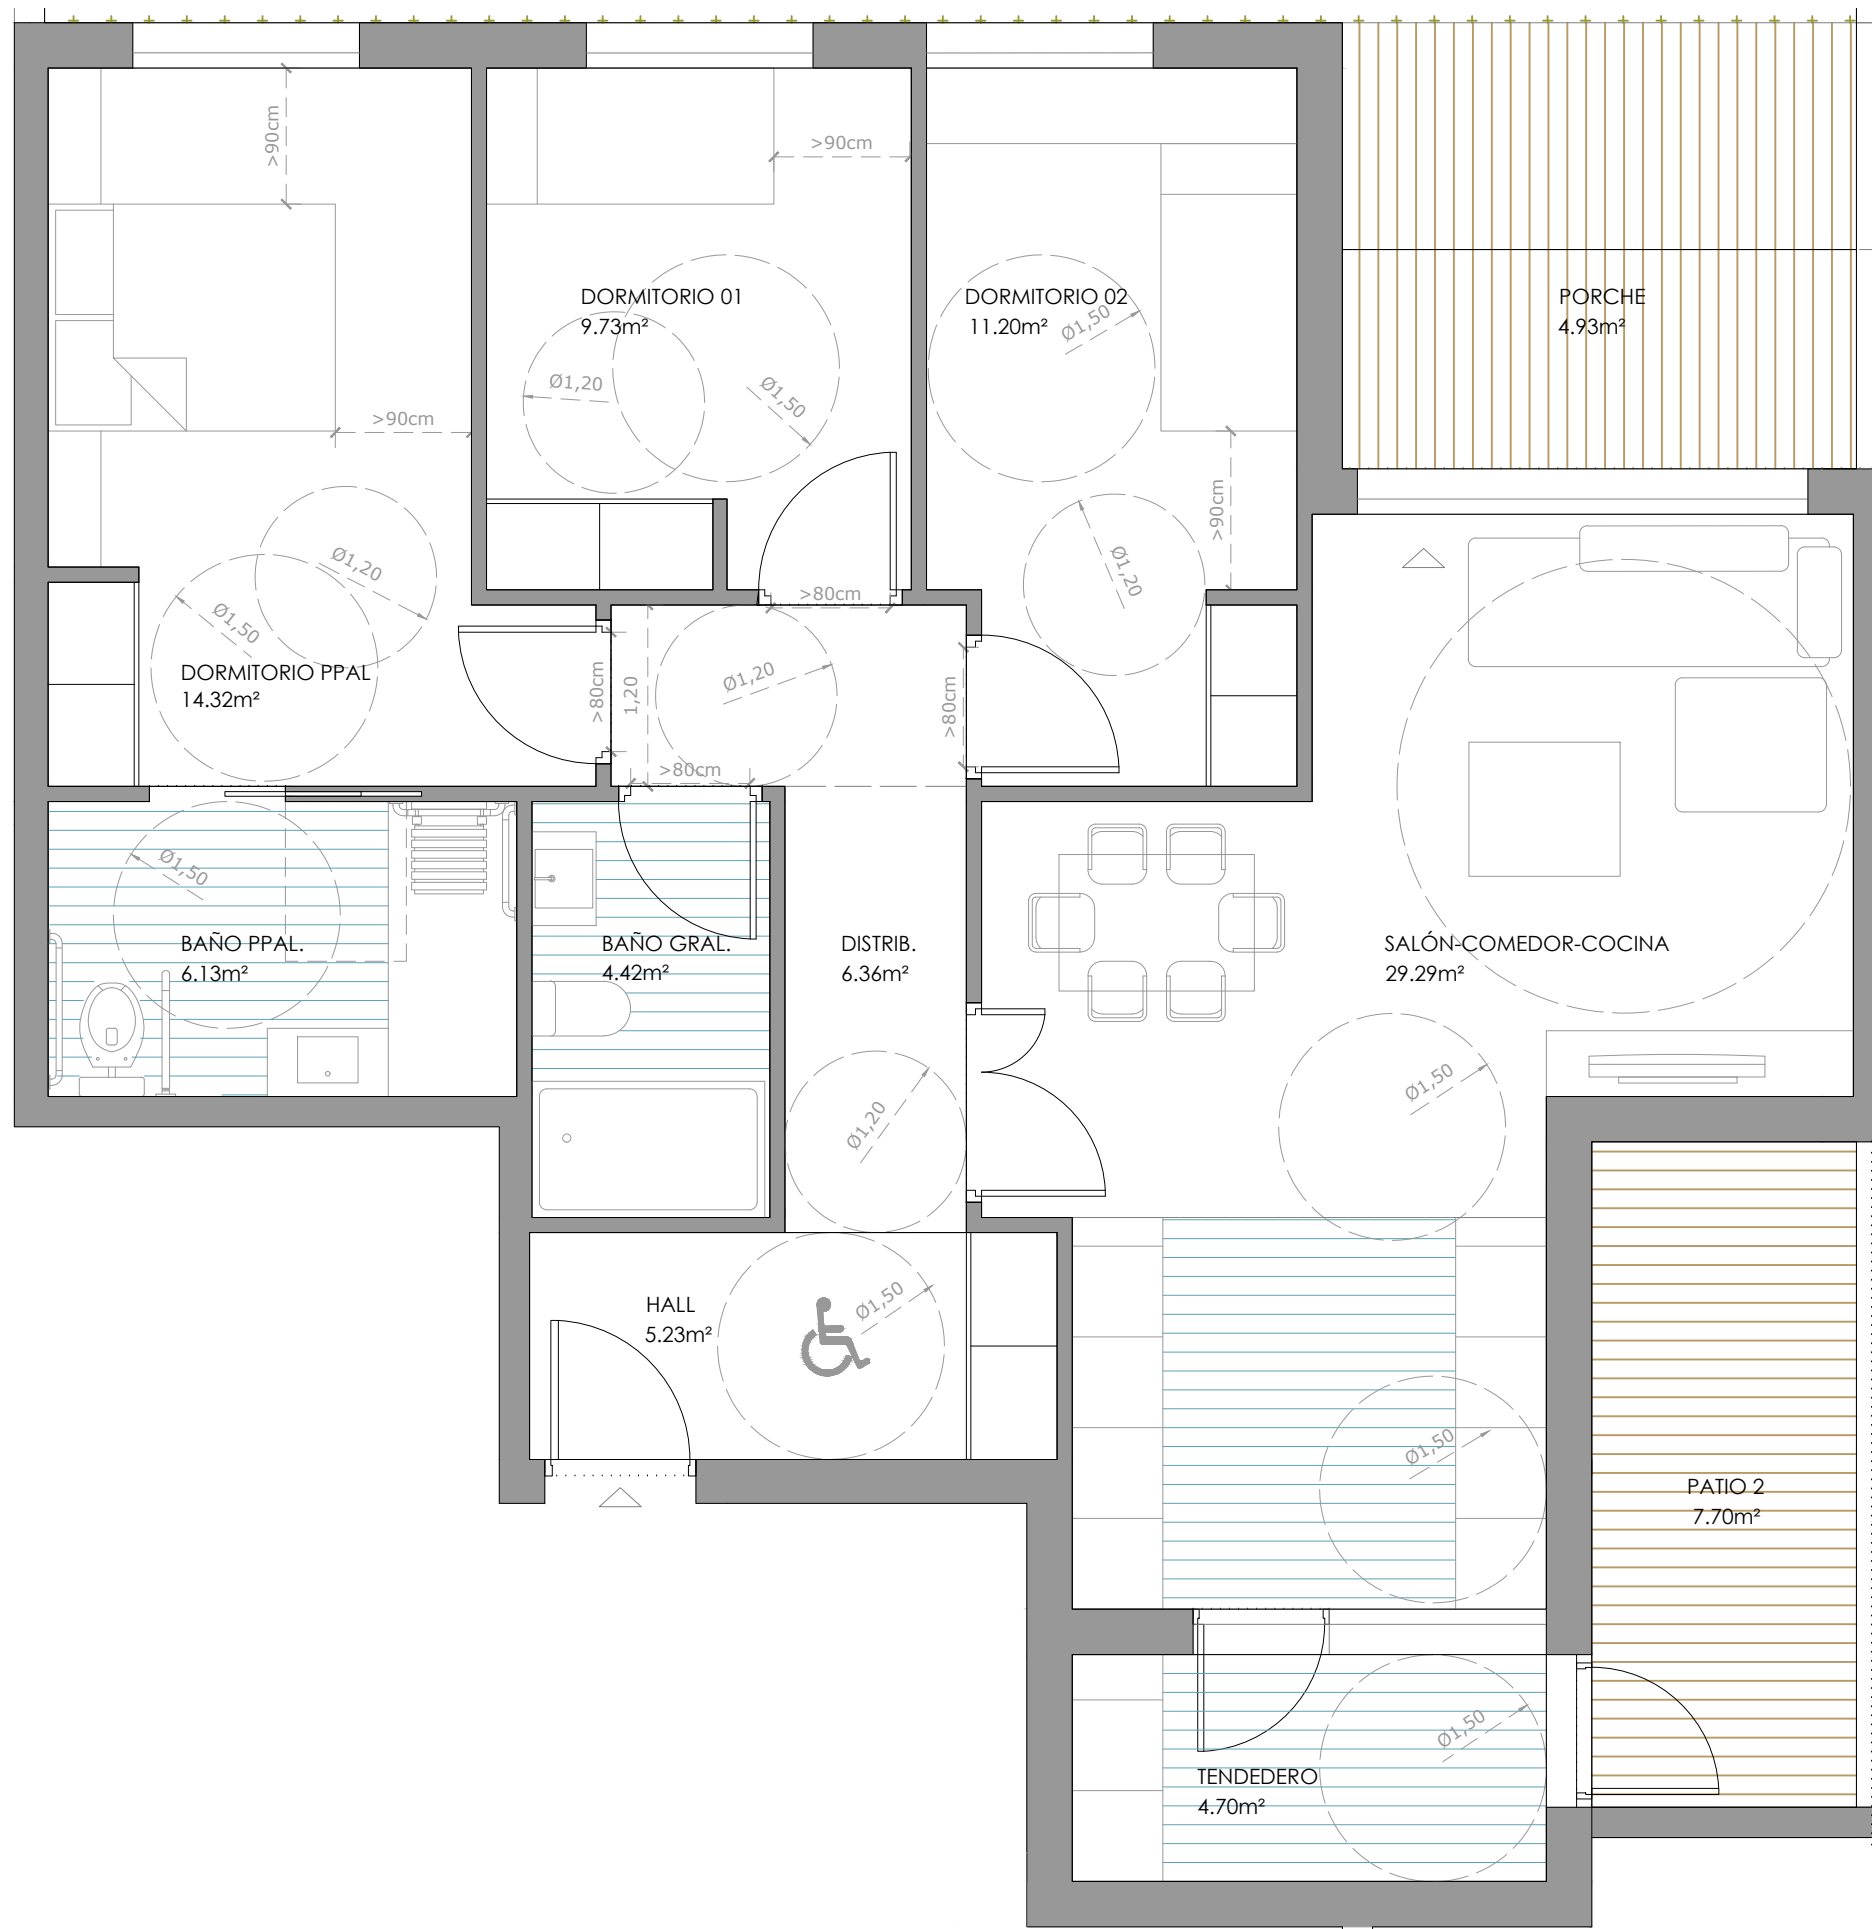 >90cm
>90cm
DORMITORIO 01
9.73m²
Ø1,20
Ø1,50
DORMITORIO 02
11.20m²
Ø1,50
PORCHE
4.93m²
>90cm
>90cm
Ø1,20
Ø1,50
DORMITORIO PPAL
14.32m²
>80cm
Ø1,20
>80cm
1,20
Ø1,20
>80cm
>80cm
Ø1,50
BAÑO PPAL.
6.13m²
BAÑO GRAL.
4.42m²
DISTRIB.
6.36m²
SALÓN-COMEDOR-COCINA
29.29m²
Ø1,20
Ø1,50
HALL
5.23m²
Ø1,50
Ø1,50
PATIO 2
7.70m²
Ø1,50
TENDEDERO
4.70m²